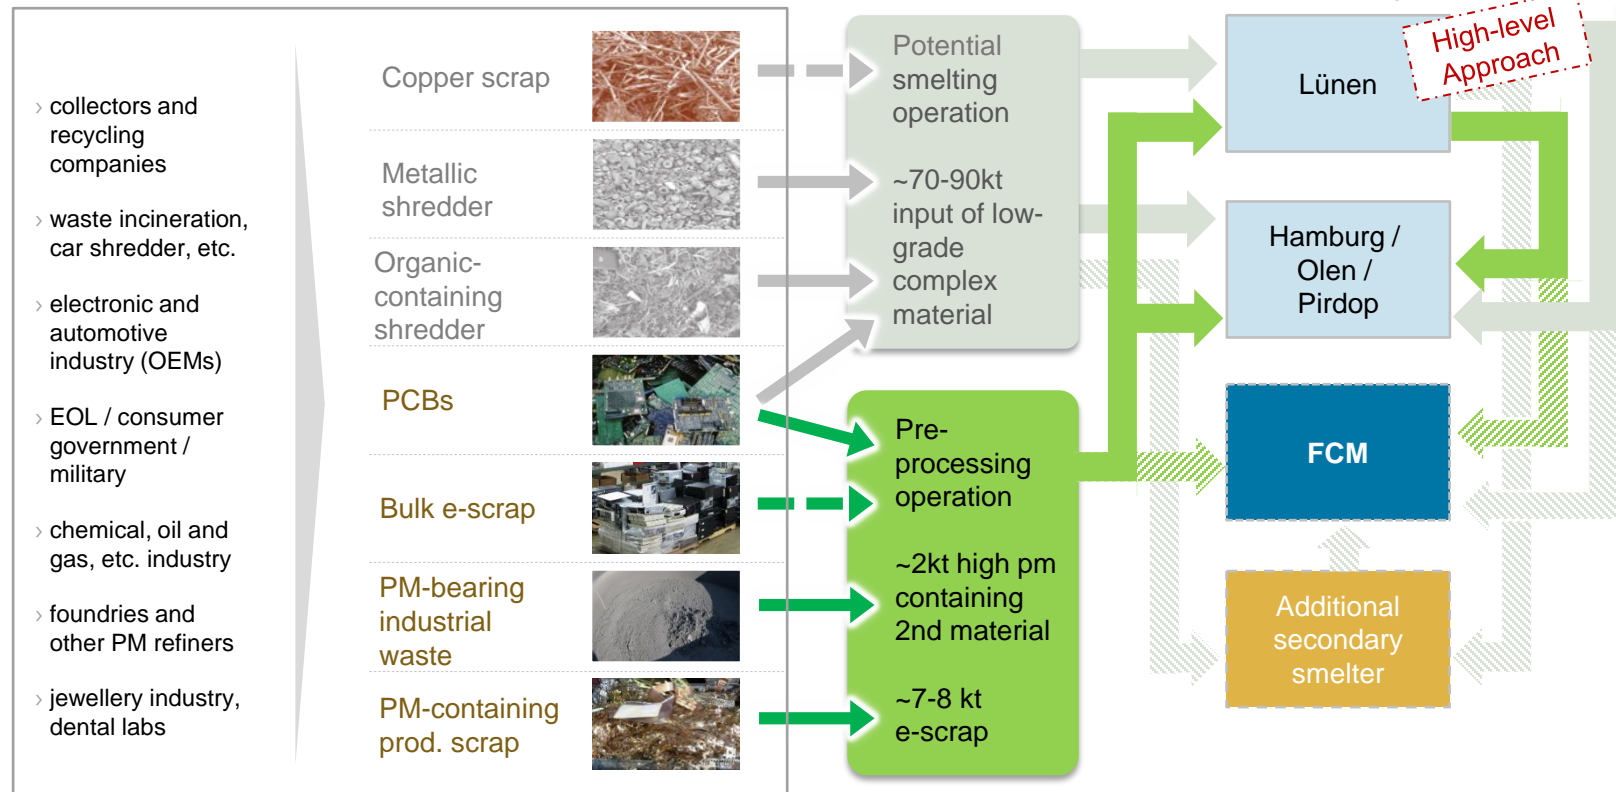 › collectors and
recycling
companies
› waste incineration,
car shredder, etc.
› electronic and
automotive
industry (OEMs)
› EOL / consumer
government /
military
› chemical, oil and
gas, etc. industry
› foundries and
other PM refiners
› jewellery industry,
dental labs
Copper scrap
Metallic
shredder
Organic-
containing
shredder
PCBs
Bulk e-scrap
PM-bearing
industrial
waste
PM-containing
prod. scrap
Potential
smelting
operation
~70-90kt
input of low-
grade
complex
material
Pre-
processing
operation
~2kt high pm
containing
2nd material
~7-8 kt
e-scrap
Lünen
High-level
Approach
Hamburg /
Olen /
Pirdop
FCM
Additional
secondary
smelter